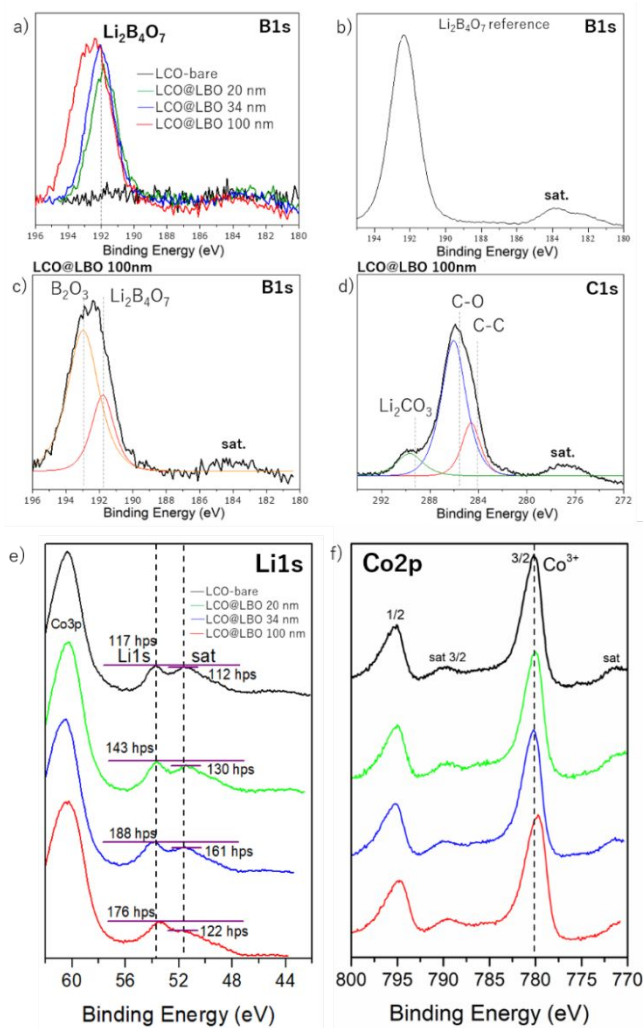 a)
B1s
Li2B4O7
LCO-bare
LCO@LBO 20 nm
LCO@LBO 34 nm
LCO@LBO 100 nm
196 194 192 190 188 186 184 182 180
Binding Energy (eV)
b)
Li2B4O7 reference
B1s
sat.
194 192 190 188 186 184 182 180
Binding Energy (eV)
LCO@LBO 100nm
c)
B1s
B2O3
Li2B4O7
sat.
196 194 192 190 188 186 184 182 180
Binding Energy (eV)
LCO@LBO 100nm
d)
C1s
C-O
C-C
Li2CO3
sat.
292 288 284 280 276 272
Binding Energy (eV)
e)
Li1s
LCO-bare
LCO@LBO 20 nm
LCO@LBO 34 nm
LCO@LBO 100 nm
Co3p
117 hps
Li1s
sat
112 hps
143 hps
130 hps
188 hps
161 hps
176 hps
122 hps
60 56 52 48 44
Binding Energy (eV)
f)
Co2p
3/2
Co3+
1/2
sat 3/2
sat
800 795 790 785 780 775 770
Binding Energy (eV)